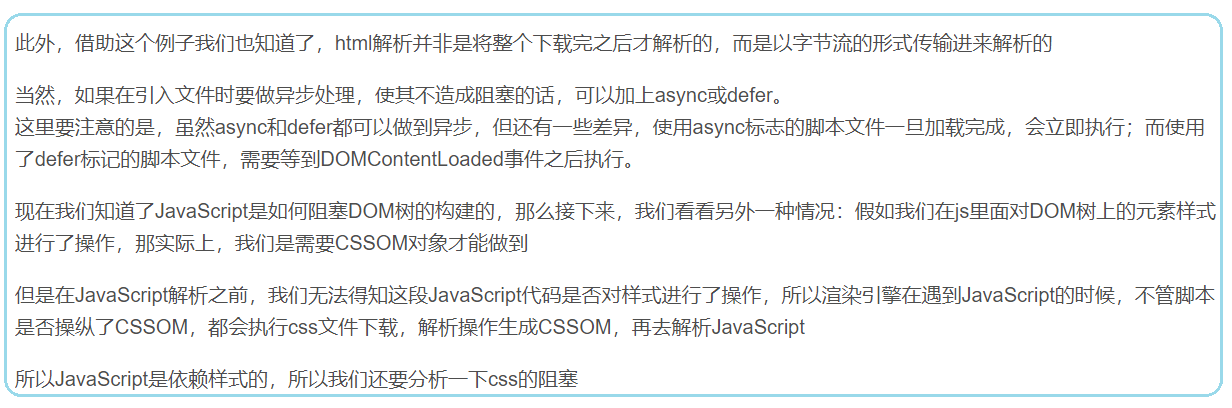 此外，借助这个例子我们也知道了，html解析并非是将整个下载完之后才解析的，而是以字节流的形式传输进来解析的
当然，如果在引入文件时要做异步处理，使其不造成阻塞的话，可以加上async或defer。
这里要注意的是，虽然async和defer都可以做到异步，但还有一些差异，使用async标志的脚本文件一旦加载完成，会立即执行；而使用
了defer标记的脚本文件，需要等到DOMContentLoaded事件之后执行。
现在我们知道了JavaScript是如何阻塞DOM树的构建的，那么接下来，我们看看另外一种情况：假如我们在js里面对DOM树上的元素样式
进行了操作，那实际上，我们是需要CSSOM对象才能做到
但是在JavaScript解析之前，我们无法得知这段JavaScript代码是否对样式进行了操作，所以渲染引擎在遇到JavaScript的时候，不管脚本
是否操纵了CSSOM，都会执行css文件下载，解析操作生成CSSOM，再去解析JavaScript
所以JavaScript是依赖样式的，所以我们还要分析一下css的阻塞